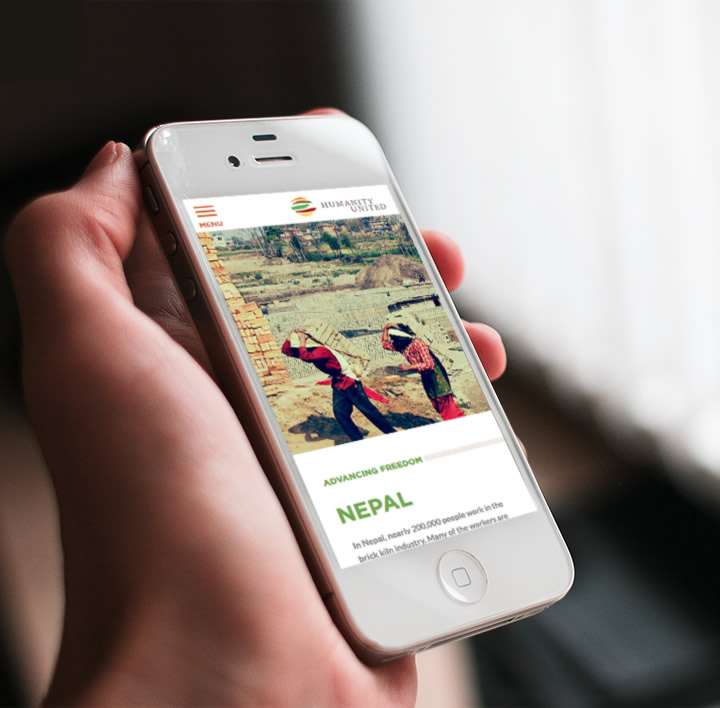 MENU
HUMANITY
UNITED
ADVANCING FREEDOM
NEPAL
In Nepal, nearly 200,000 people work in the
brick kiln industry. Many of the workers are